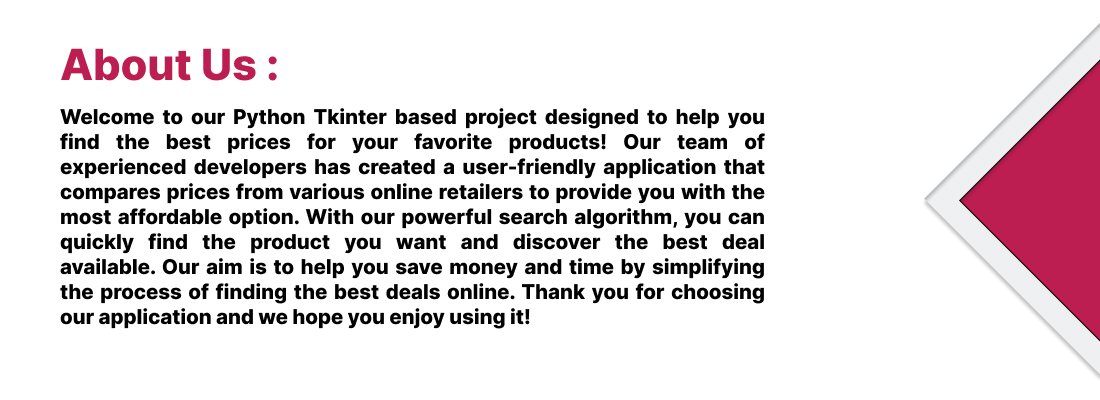 About Us :
Welcome to our Python Tkinter based project designed to help you
find the best prices for your favorite products! Our team of
experienced developers has created a user-friendly application that
compares prices from various online retailers to provide you with the
most affordable option. With our powerful search algorithm, you can
quickly find the product you want and discover the best deal
available. Our aim is to help you save money and time by simplifying
the process of finding the best deals online. Thank you for choosing
our application and we hope you enjoy using it!